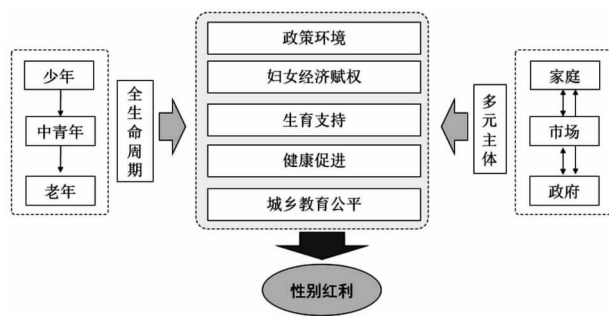 少年
中青年
老年
全生命周期
政策环境
妇女经济赋权
生育支持
健康促进
城乡教育公平
多元主体
家庭
市场
政府
性别红利